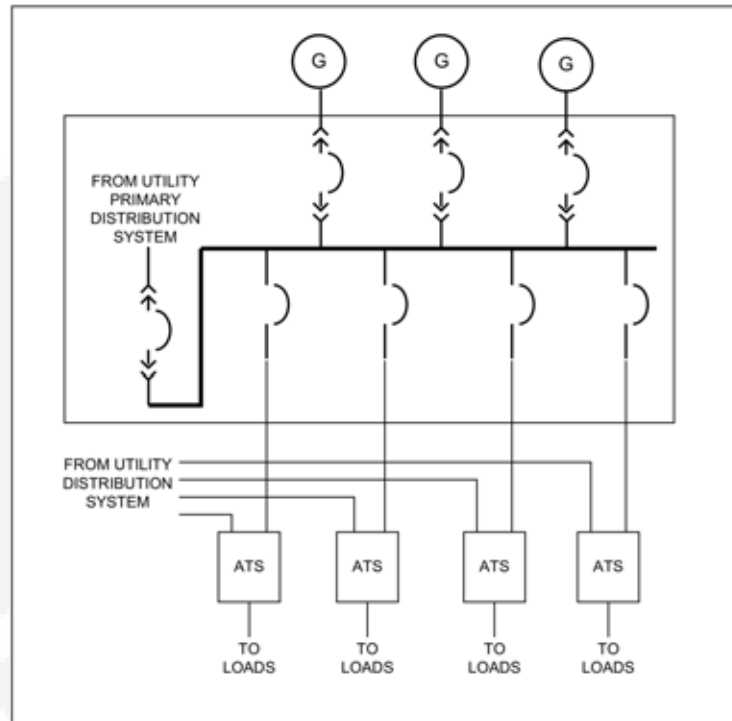 G
G
G
FROM UTILITY
PRIMARY
DISTRIBUTION
SYSTEM
FROM UTILITY
DISTRIBUTION
SYSTEM
ATS
ATS
ATS
ATS
TO
LOADS
TO
LOADS
TO
LOADS
TO
LOADS